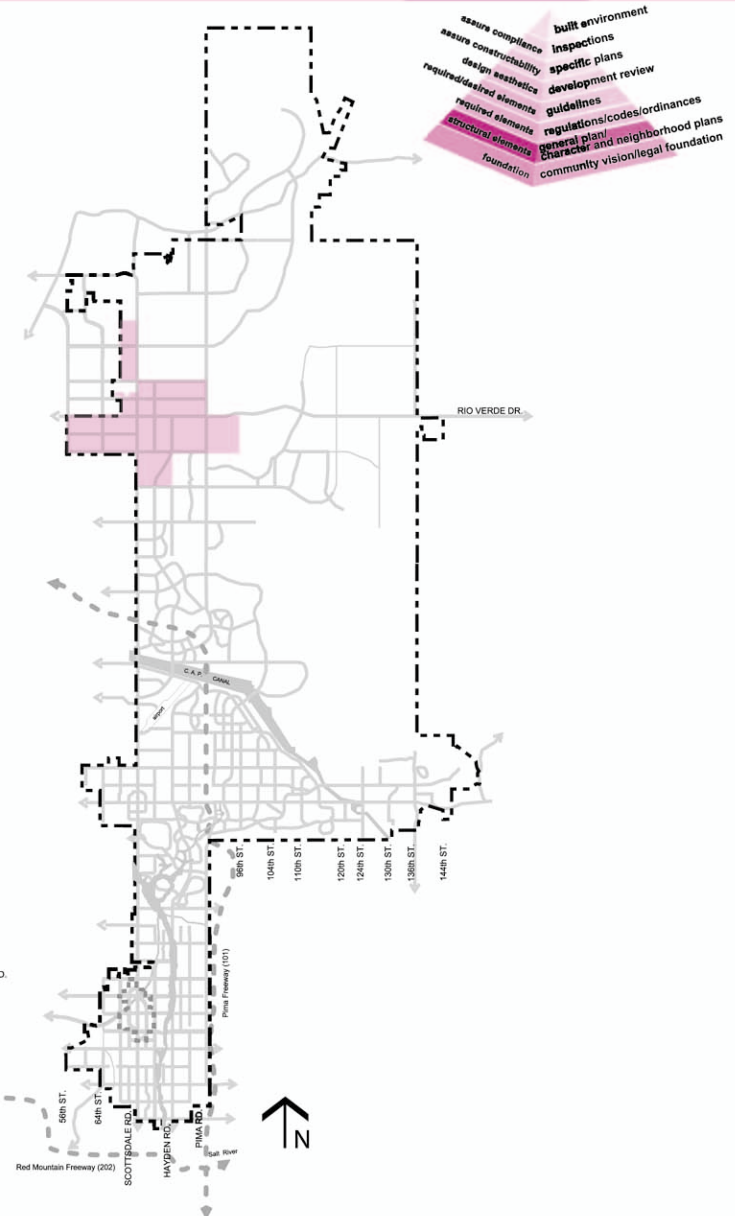 assure compliance
built environment
assure constructability
inspections
design aesthetics
specific plans
required/desired elements
development review
required elements
guidelines
structural elements
regulations/codes/ordinances
general plan/
character and neighborhood plans
foundation
community vision/legal foundation
RIO VERDE DR.
C. A. P. CANAL
airport
96th ST.
104th ST.
110th ST.
120th ST.
124th ST.
130th ST.
136th ST.
144th ST.
D.
Pima Freeway (101)
56th ST.
64th ST.
SCOTTSDALE RD.
HAYDEN RD.
PIMA RD.
N
Salt River
Red Mountain Freeway (202)